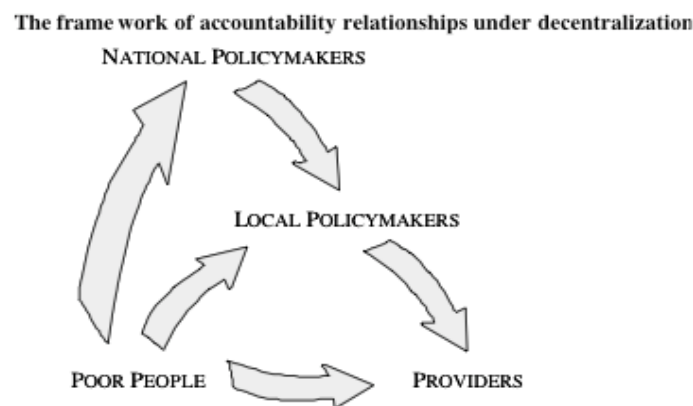 The frame work of accountability relationships under decentralization
NATIONAL POLICYMAKERS
LOCAL POLICYMAKERS
POOR PEOPLE PROVIDERS